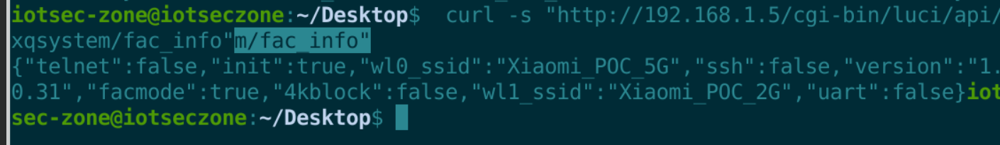 iotsec-zone@iotseczone:~/Desktop$  curl -s "http://192.168.1.5/cgi-bin/luci/api/
xqsystem/fac_info"m/fac_info"
{"telnet":false,"init":true,"wl0_ssid":"Xiaomi_POC_5G","ssh":false,"version":"1.
0.31","facmode":true,"4kblock":false,"wl1_ssid":"Xiaomi_POC_2G","uart":false}iot
sec-zone@iotseczone:~/Desktop$